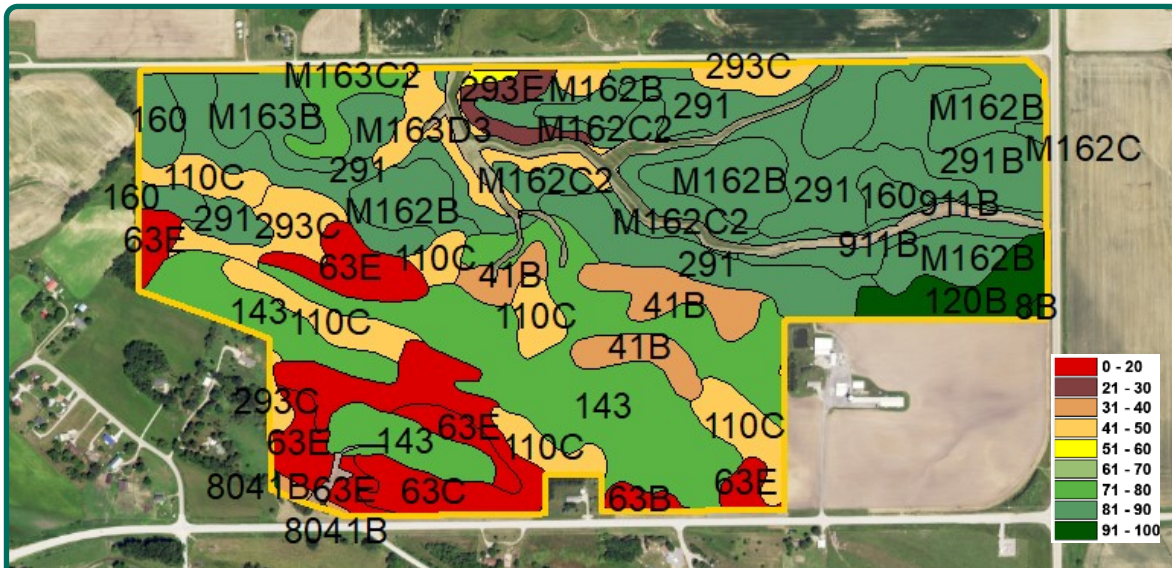 M163C2
293C
293E
M162B
160
M163B
291
M162B
M163D3
M162C2
M162C
291
291B
110C
M162C2
M162B
291
160
160
291
293C
M162B
M162C2
911B
63E
110C
911B
63E
41B
291
M162B
143
110C
110C
41B
120B
8B
41B
293C
143
110C
63E
143
63E
110C
8041B
63E
63C
63B
63E
8041B
0 - 20
21 - 30
31 - 40
41 - 50
51 - 60
61 - 70
71 - 80
81 - 90
91 - 100